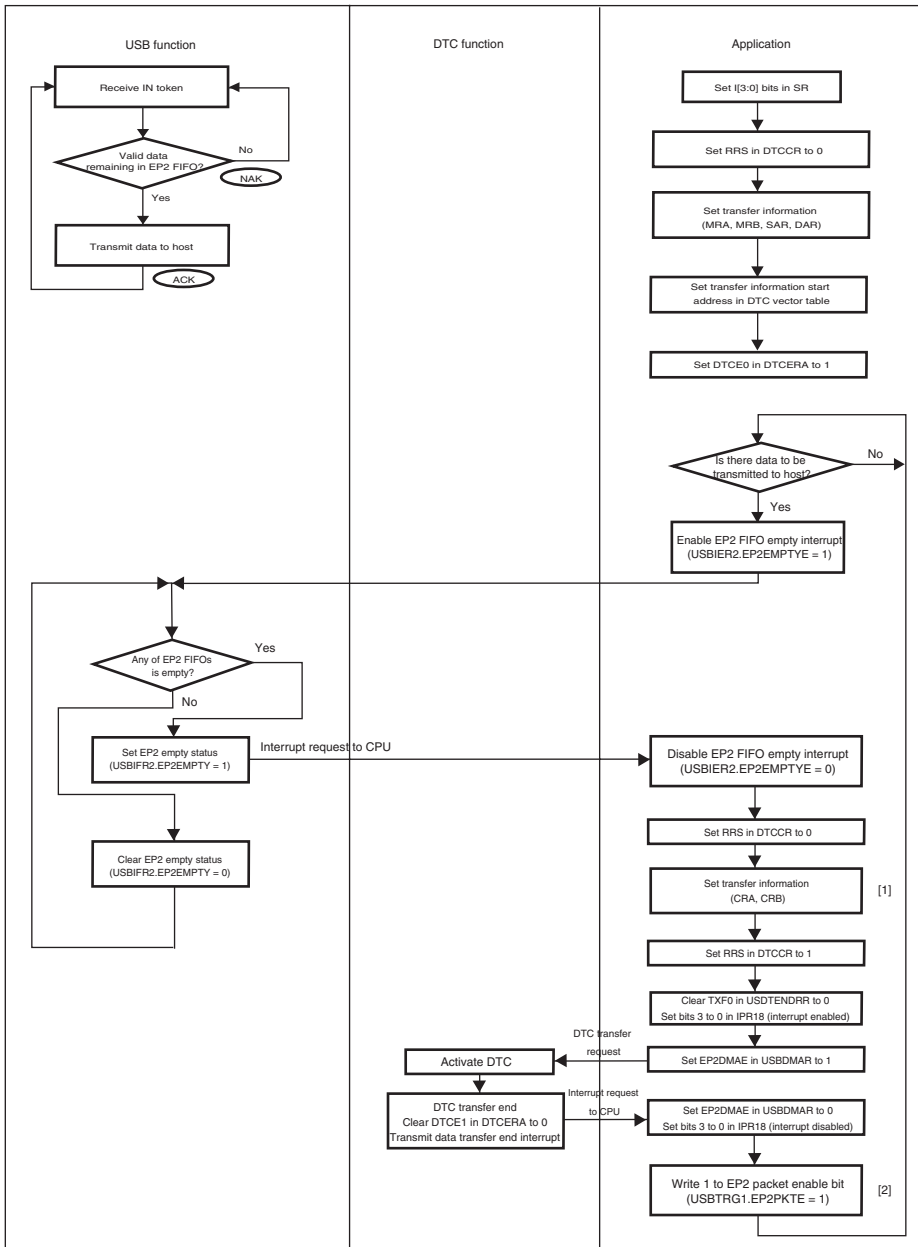 USB function
DTC function
Application
Receive IN token
Valid data
remaining in EP2 FIFO?
No
NAK
Yes
Transmit data to host
ACK
Set I[3:0] bits in SR
Set RRS in DTCCR to 0
Set transfer information
(MRA, MRB, SAR, DAR)
Set transfer information start
address in DTC vector table
Set DTCE0 in DTCERA to 1
Is there data to be
transmitted to host?
No
Yes
Enable EP2 FIFO empty interrupt
(USBIER2.EP2EMPTYE = 1)
Any of EP2 FIFOs
is empty?
Yes
No
Set EP2 empty status
(USBIFR2.EP2EMPTY = 1)
Interrupt request to CPU
Clear EP2 empty status
(USBIFR2.EP2EMPTY = 0)
Disable EP2 FIFO empty interrupt
(USBIER2.EP2EMPTYE = 0)
Set RRS in DTCCR to 0
Set transfer information
(CRA, CRB)
[1]
Set RRS in DTCCR to 1
Clear TXF0 in USDTENDRR to 0
Set bits 3 to 0 in IPR18 (interrupt enabled)
DTC transfer
request
Set EP2DMAE in USBDMAR to 1
Activate DTC
DTC transfer end
Clear DTCE1 in DTCERA to 0
Transmit data transfer end interrupt
Interrupt request
to CPU
Set EP2DMAE in USBDMAR to 0
Set bits 3 to 0 in IPR18 (interrupt disabled)
Write 1 to EP2 packet enable bit
(USBTRG1.EP2PKTE = 1)
[2]